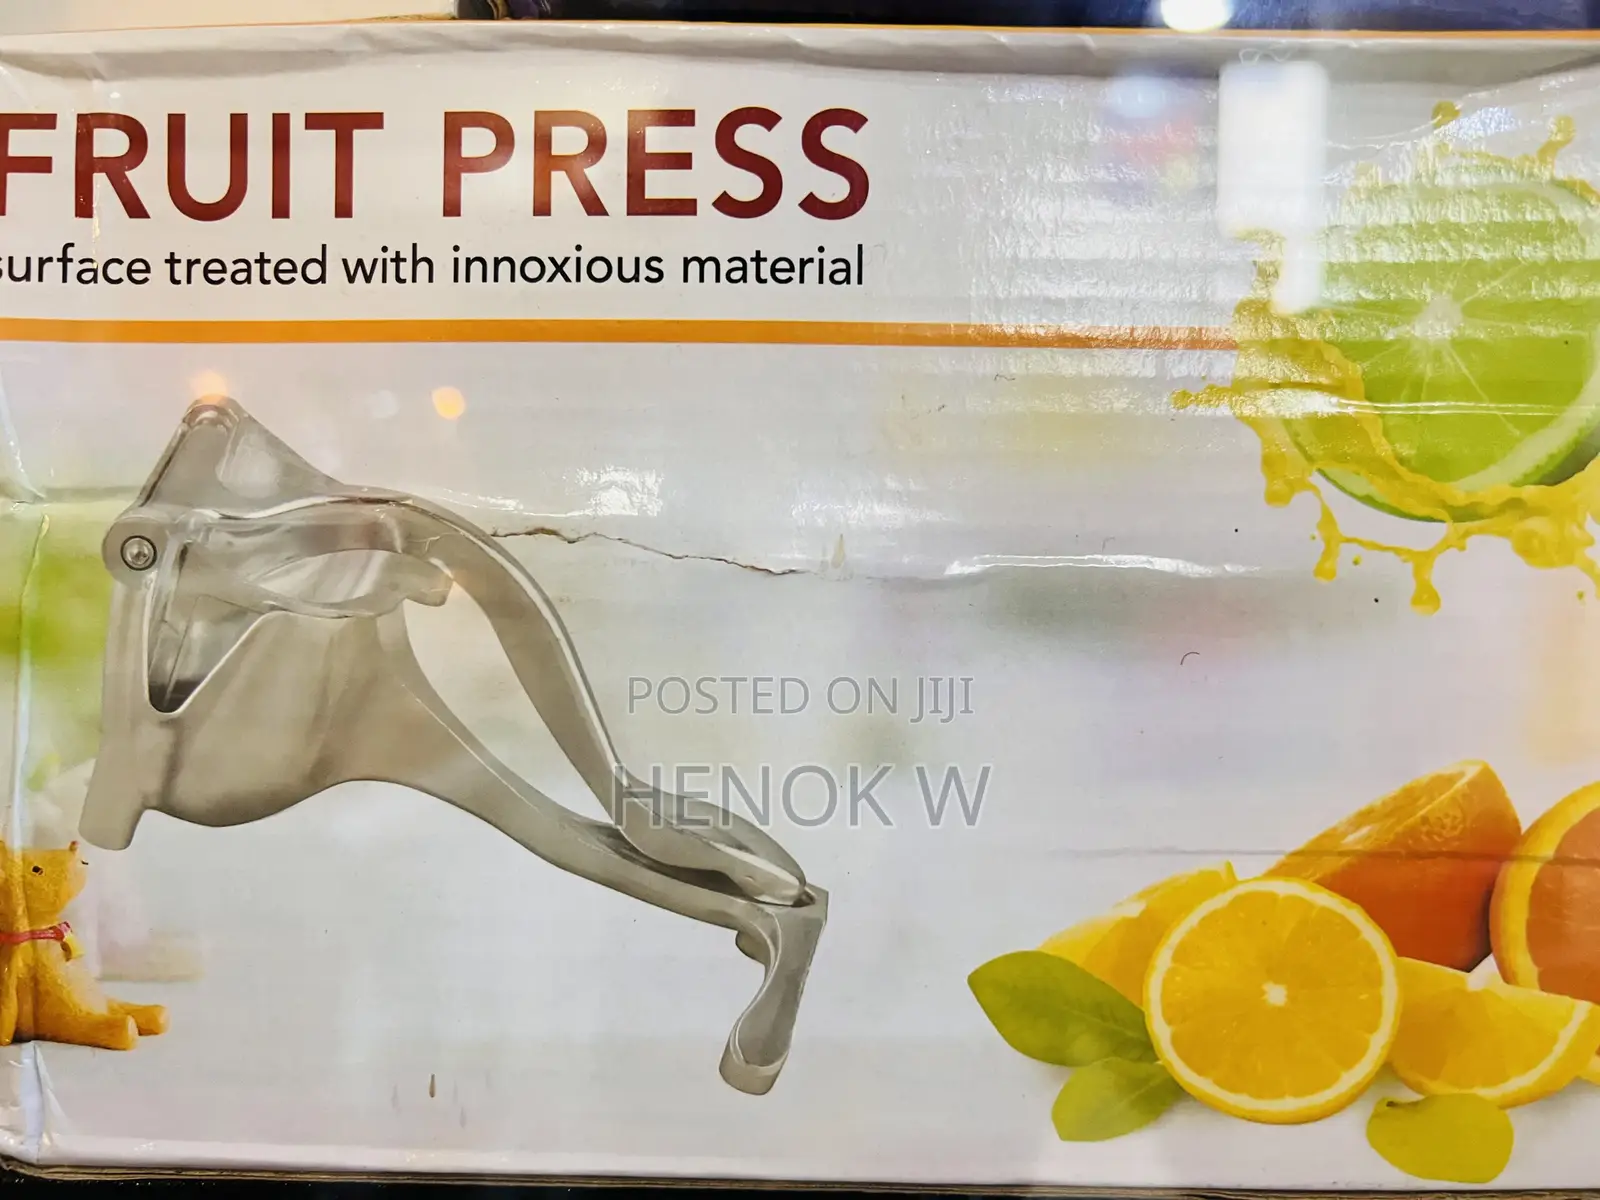 FRUIT PRESS
surface treated with innoxious material
POSTED ON JIJI
HENOK W